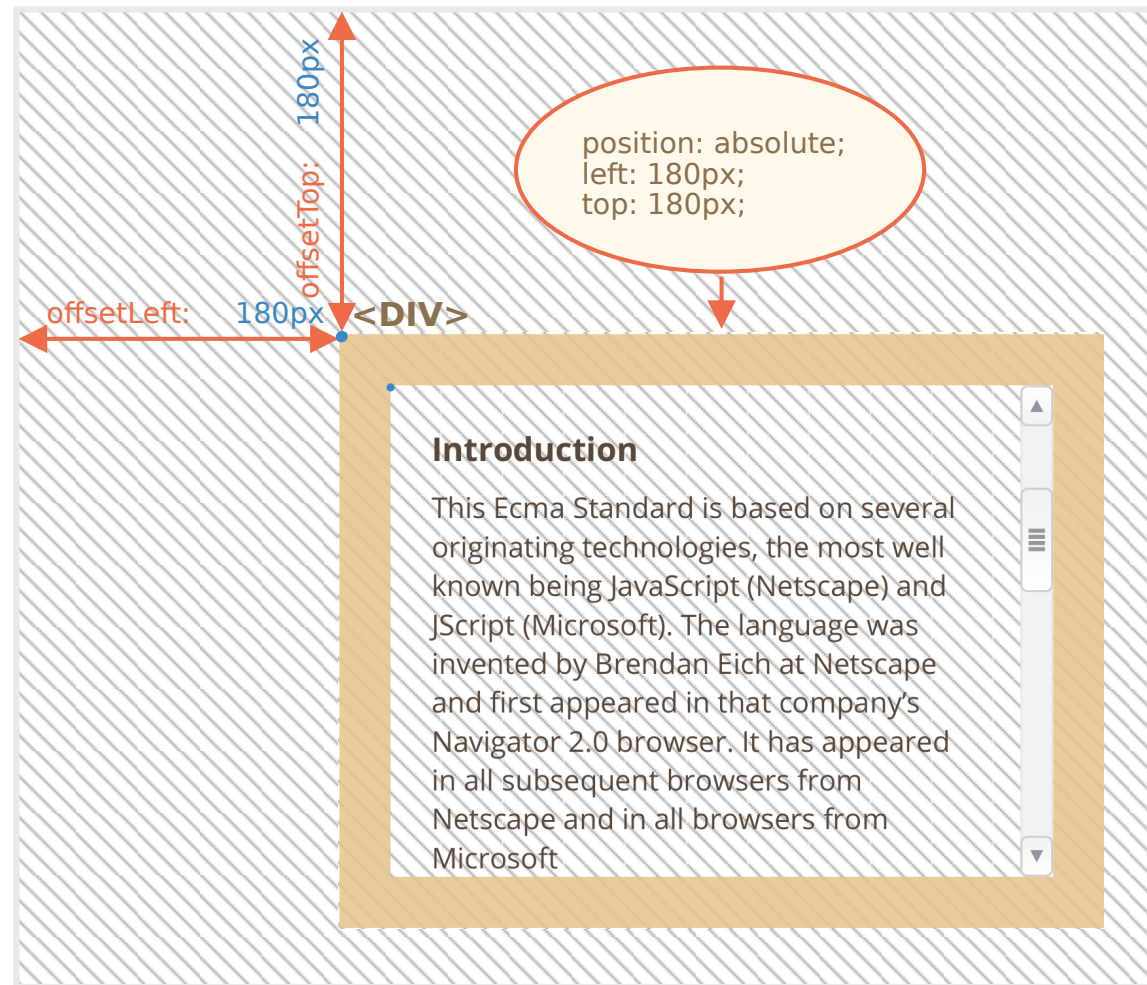 offsetTop: 180px
position: absolute;
left: 180px;
top: 180px;
offsetLeft: 180px
<DIV>
Introduction
This Ecma Standard is based on several
originating technologies, the most well
known being JavaScript (Netscape) and
JScript (Microsoft). The language was
invented by Brendan Eich at Netscape
and first appeared in that company’s
Navigator 2.0 browser. It has appeared
in all subsequent browsers from
Netscape and in all browsers from
Microsoft